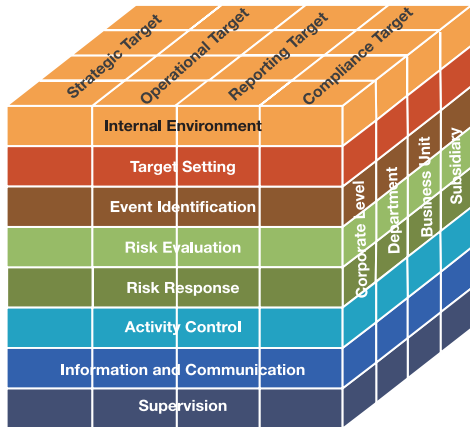 Strategic Target
Operational Target
Reporting Target
Compliance Target
Internal Environment
Target Setting
Event Identification
Risk Evaluation
Risk Response
Activity Control
Information and Communication
Supervision
Corporate Level
Department
Business Unit
Subsidiary